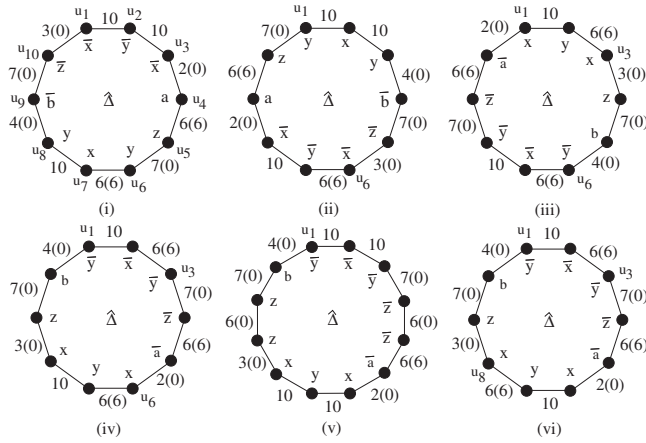 u1 10 u2
3(0) 10
u10 x̄ ȳ u3
z̄ x̄
7(0) 2(0)
u9 b̄ Δ̂ a u4
4(0) 6(6)
u8 y z u5
x y 7(0)
10 u7 6(6) u6
(i)
u1 10
7(0) 10
y x
z y
6(6) 4(0)
a Δ̂ b̄
2(0) 7(0)
x̄ z̄
ȳ x̄
10 6(6) u6 3(0)
(ii)
u1 10
2(0) 6(6)
x y
ā x u3
6(6) 3(0)
z̄ Δ̂ z
7(0) 7(0)
ȳ b
x̄ ȳ
10 6(6) u6 4(0)
(iii)
u1 10
4(0) 6(6)
ȳ x̄
b ȳ u3
7(0) 7(0)
z Δ̂ z̄
3(0) 6(6)
x ā
y x
10 6(6) u6 2(0)
(iv)
u1 10
4(0) 10
ȳ x̄
b ȳ
7(0) 7(0)
z z̄
6(0) Δ̂ 6(0)
z z̄
3(0) 6(6)
x ā
y x
10 10 2(0)
(v)
u1 10
4(0) 6(6)
ȳ x̄
b ȳ u3
7(0) 7(0)
z Δ̂ z̄
3(0) 6(6)
u8 x ā
y x
6(6) 10 2(0)
10
(vi)